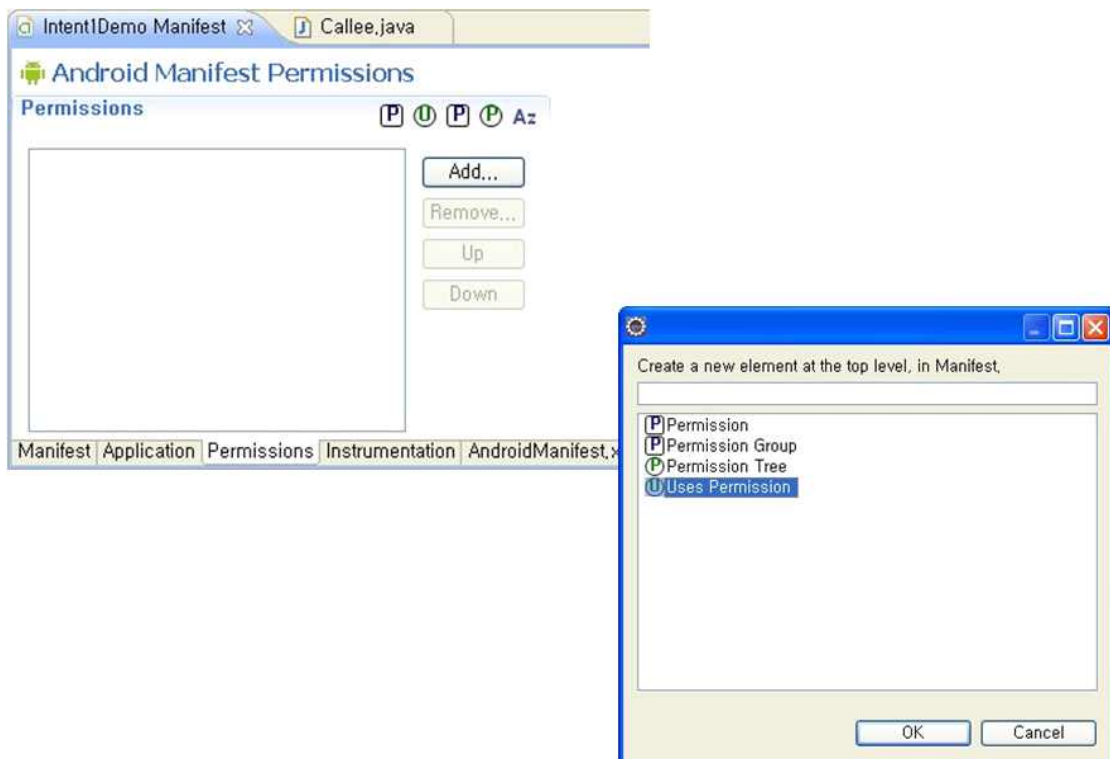 Intent1Demo Manifest
Callee.java
Android Manifest Permissions
Permissions
P U P P Az
Add...
Remove...
Up
Down
Manifest Application Permissions Instrumentation AndroidManifest.x
Create a new element at the top level, in Manifest,
P Permission
P Permission Group
P Permission Tree
U Uses Permission
OK Cancel